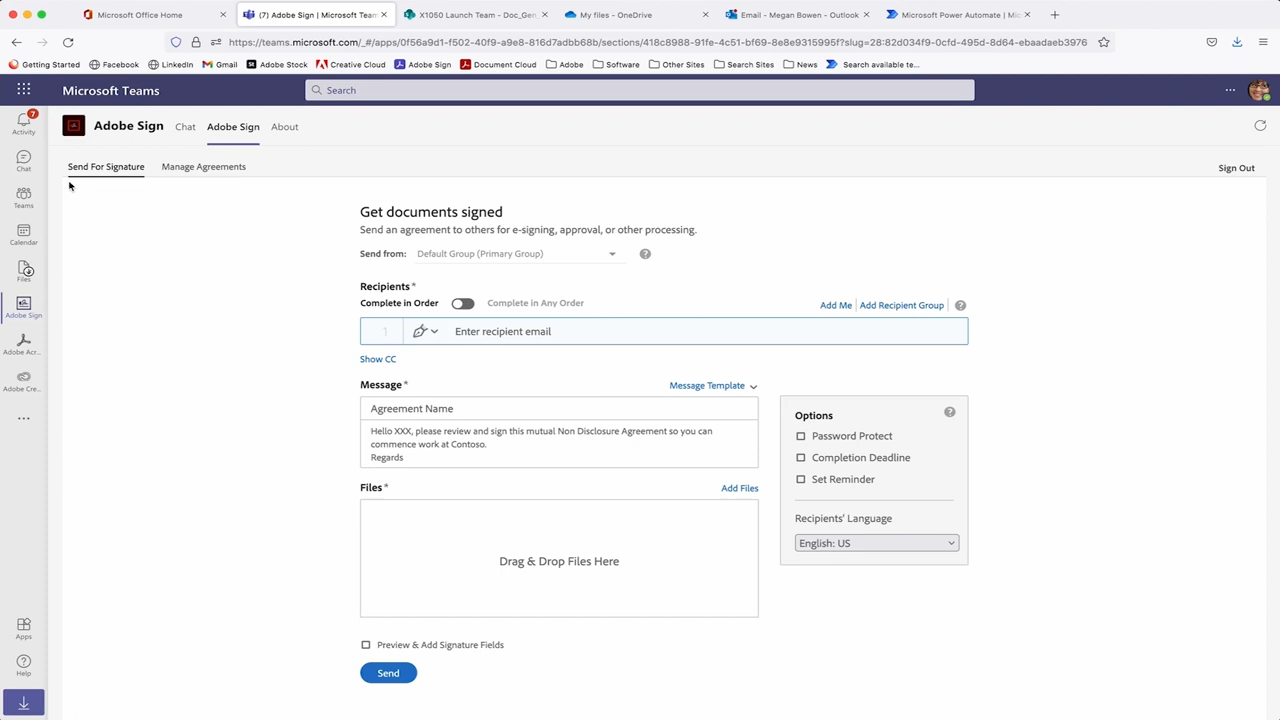 Microsoft Office Home
(7) Adobe Sign | Microsoft Team
X1050 Launch Team - Doc_Gen
My files - OneDrive
Email - Megan Bowen - Outlook
Microsoft Power Automate | Mic
https://teams.microsoft.com/_#/apps/0f56a9d1-f502-40f9-a9e8-816d7adbb68b/sections/418c8988-91fe-4c51-bf69-8e8e9315995f?slug=28:82d034f9-0cfd-495d-8d64-ebaadaeb3976
Getting Started
Facebook
LinkedIn
Gmail
St
Adobe Stock
Creative Cloud
Adobe Sign
Document Cloud
Adobe
Software
Other Sites
Search Sites
News
Search available te...
Microsoft Teams
Search
7
Activity
Chat
Teams
Calendar
Files
Adobe Sign
Adobe Acr...
Adobe Cre...
Apps
Help
Adobe Sign
Chat
Adobe Sign
About
Send For Signature
Manage Agreements
Sign Out
Get documents signed
Send an agreement to others for e-signing, approval, or other processing.
Send from: Default Group (Primary Group) ?
Recipients*
Complete in Order
Complete in Any Order
Add Me | Add Recipient Group ?
1
Enter recipient email
Show CC
Message*
Message Template
Agreement Name
Hello XXX, please review and sign this mutual Non Disclosure Agreement so you can
commence work at Contoso.
Regards
Options ?
Password Protect
Completion Deadline
Set Reminder
Recipients' Language
English: US
Files*
Add Files
Drag & Drop Files Here
Preview & Add Signature Fields
Send